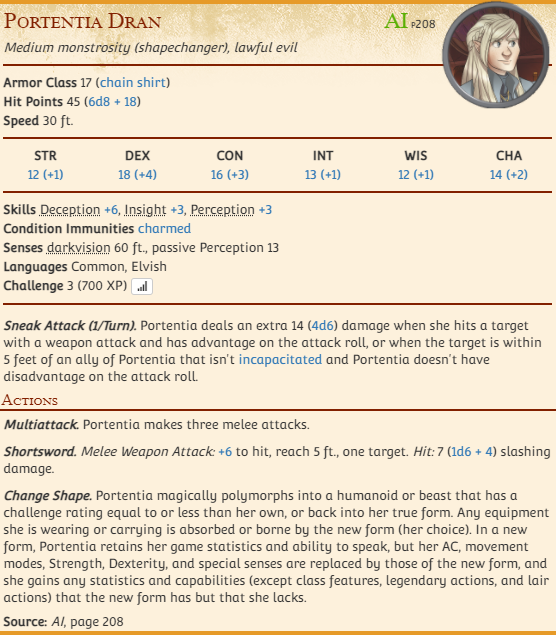 Portentia Dran AI p208
Medium monstrosity (shapechanger), lawful evil
Armor Class 17 (chain shirt)
Hit Points 45 (6d8 + 18)
Speed 30 ft.
STR DEX CON INT WIS CHA
12 (+1) 18 (+4) 16 (+3) 13 (+1) 12 (+1) 14 (+2)
Skills Deception +6, Insight +3, Perception +3
Condition Immunities charmed
Senses darkvision 60 ft., passive Perception 13
Languages Common, Elvish
Challenge 3 (700 XP)
Sneak Attack (1/Turn). Portentia deals an extra 14 (4d6) damage when she hits a target
with a weapon attack and has advantage on the attack roll, or when the target is within
5 feet of an ally of Portentia that isn't incapacitated and Portentia doesn't have
disadvantage on the attack roll.
Actions
Multiattack. Portentia makes three melee attacks.
Shortsword. Melee Weapon Attack: +6 to hit, reach 5 ft., one target. Hit: 7 (1d6 + 4) slashing
damage.
Change Shape. Portentia magically polymorphs into a humanoid or beast that has a
challenge rating equal to or less than her own, or back into her true form. Any equipment
she is wearing or carrying is absorbed or borne by the new form (her choice). In a new
form, Portentia retains her game statistics and ability to speak, but her AC, movement
modes, Strength, Dexterity, and special senses are replaced by those of the new form, and
she gains any statistics and capabilities (except class features, legendary actions, and lair
actions) that the new form has but that she lacks.
Source: AI, page 208